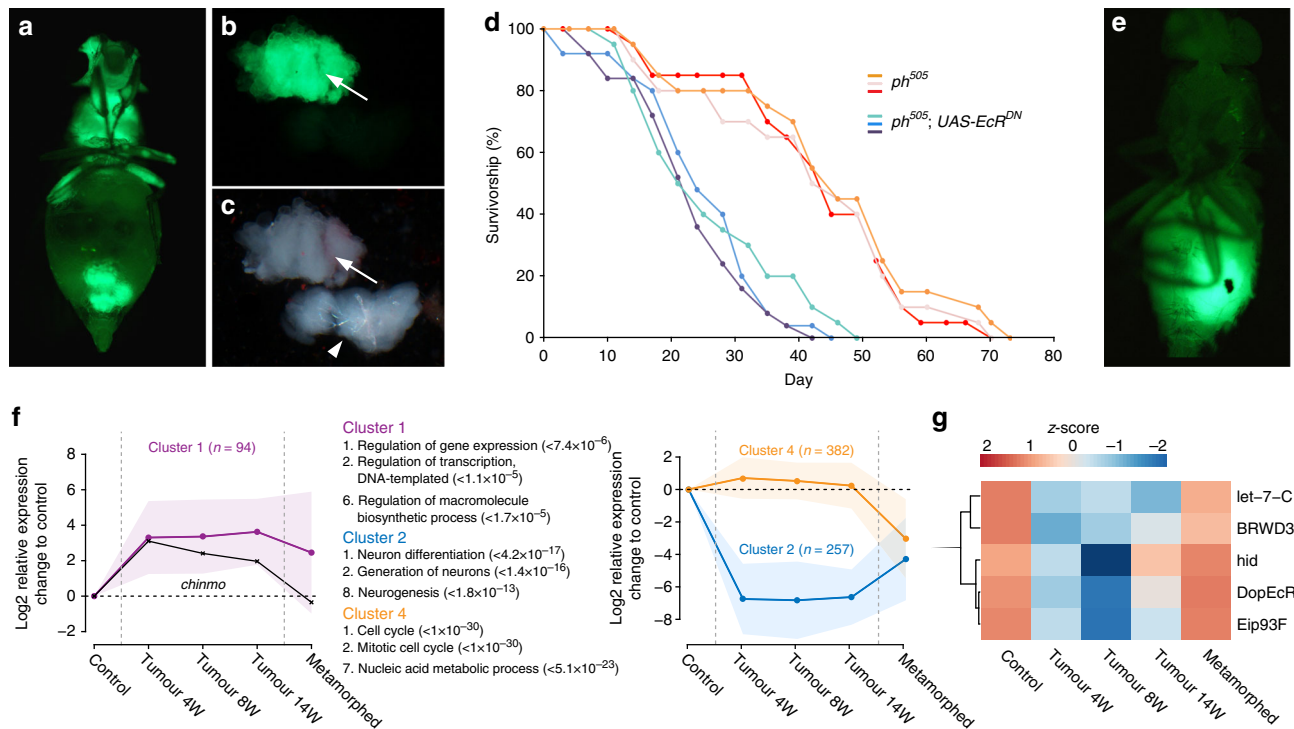 a
b
c
d
100
80
60
40
20
0
Survivorship (%)
0 10 20 30 40 50 60 70 80
Day
ph⁵⁰⁵
ph⁵⁰⁵; UAS-EcRᴰᴺ
e
f
Log2 relative expression
change to control
8
6
4
2
0
−2
Cluster 1 (n = 94)
chinmo
Control
Tumour 4W
Tumour 8W
Tumour 14W
Metamorphed
Cluster 1
1. Regulation of gene expression (<7.4×10⁻⁶)
2. Regulation of transcription,
DNA-templated (<1.1×10⁻⁵)
6. Regulation of macromolecule
biosynthetic process (<1.7×10⁻⁵)
Cluster 2
1. Neuron differentiation (<4.2×10⁻¹⁷)
2. Generation of neurons (<1.4×10⁻¹⁶)
8. Neurogenesis (<1.8×10⁻¹³)
Cluster 4
1. Cell cycle (<1×10⁻³⁰)
2. Mitotic cell cycle (<1×10⁻³⁰)
7. Nucleic acid metabolic process (<5.1×10⁻²³)
Log2 relative expression
change to control
2
0
−2
−4
−6
−8
Cluster 4 (n = 382)
Cluster 2 (n = 257)
Control
Tumour 4W
Tumour 8W
Tumour 14W
Metamorphed
g
z-score
2 1 0 −1 −2
let−7−C
BRWD3
hid
DopEcR
Eip93F
Control
Tumour 4W
Tumour 8W
Tumour 14W
Metamorphed